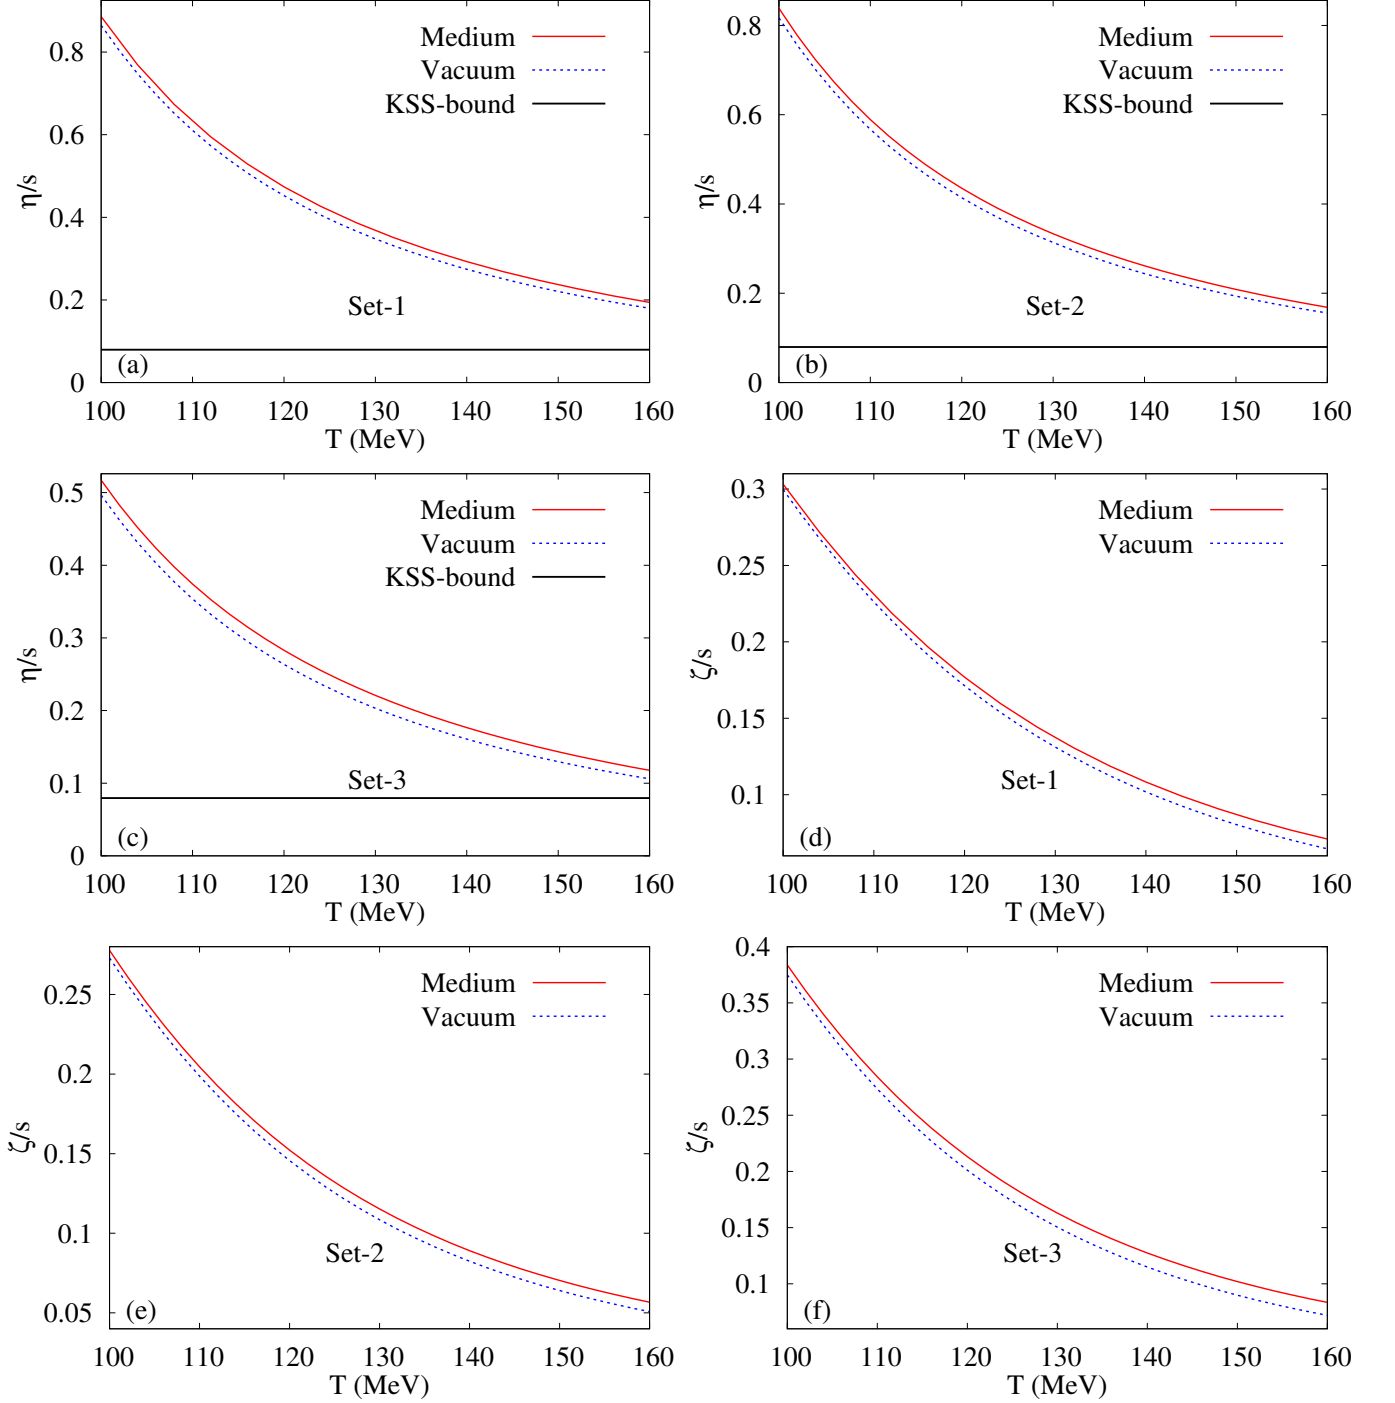 Medium
Vacuum
KSS-bound
η/s
0.8
0.6
0.4
0.2
0
Set-1
(a)
100 110 120 130 140 150 160
T (MeV)
Medium
Vacuum
KSS-bound
η/s
0.8
0.6
0.4
0.2
0
Set-2
(b)
100 110 120 130 140 150 160
T (MeV)
Medium
Vacuum
KSS-bound
η/s
0.5
0.4
0.3
0.2
0.1
0
Set-3
(c)
100 110 120 130 140 150 160
T (MeV)
Medium
Vacuum
ζ/s
0.3
0.25
0.2
0.15
0.1
Set-1
(d)
100 110 120 130 140 150 160
T (MeV)
Medium
Vacuum
ζ/s
0.25
0.2
0.15
0.1
0.05
Set-2
(e)
100 110 120 130 140 150 160
T (MeV)
Medium
Vacuum
ζ/s
0.4
0.35
0.3
0.25
0.2
0.15
0.1
Set-3
(f)
100 110 120 130 140 150 160
T (MeV)